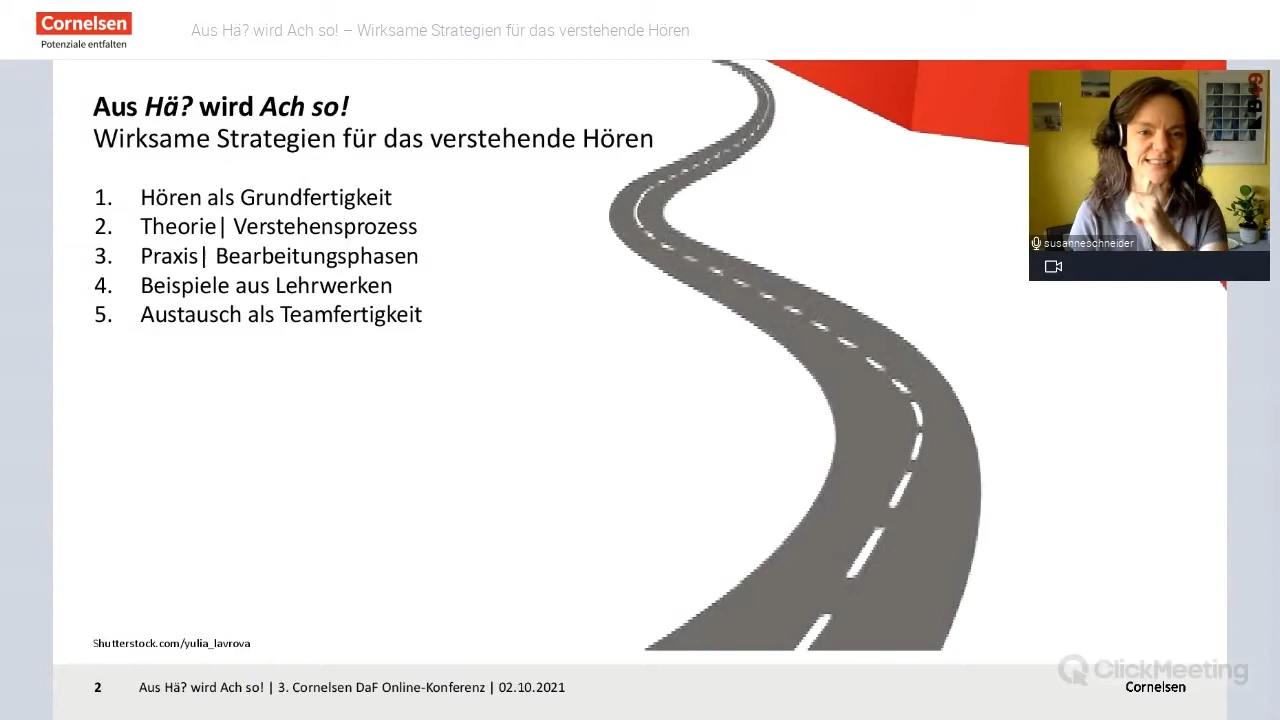 Cornelsen
Potenziale entfalten
Aus Hä? wird Ach so! – Wirksame Strategien für das verstehende Hören
Aus Hä? wird Ach so!
Wirksame Strategien für das verstehende Hören
1. Hören als Grundfertigkeit
2. Theorie| Verstehensprozess
3. Praxis| Bearbeitungsphasen
4. Beispiele aus Lehrwerken
5. Austausch als Teamfertigkeit
susanneschneider
Shutterstock.com/yulia_lavrova
ClickMeeting
2 Aus Hä? wird Ach so! | 3. Cornelsen DaF Online-Konferenz | 02.10.2021
Cornelsen